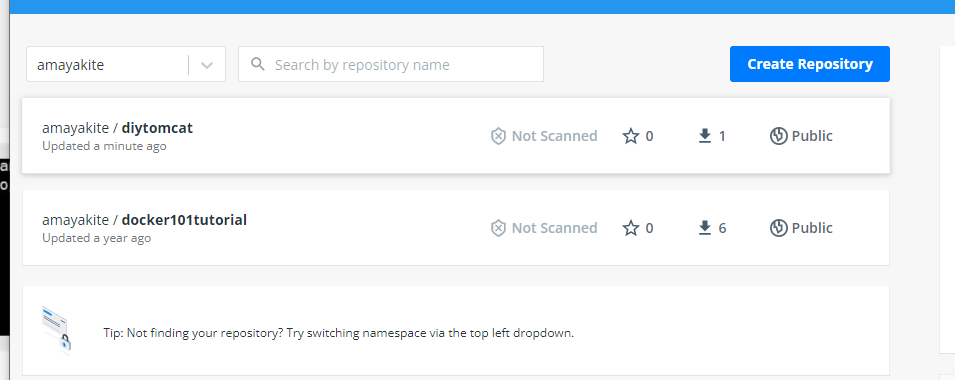 amayakite
Search by repository name
Create Repository
amayakite / diytomcat
Updated a minute ago
Not Scanned
0
1
Public
amayakite / docker101tutorial
Updated a year ago
Not Scanned
0
6
Public
Tip: Not finding your repository? Try switching namespace via the top left dropdown.